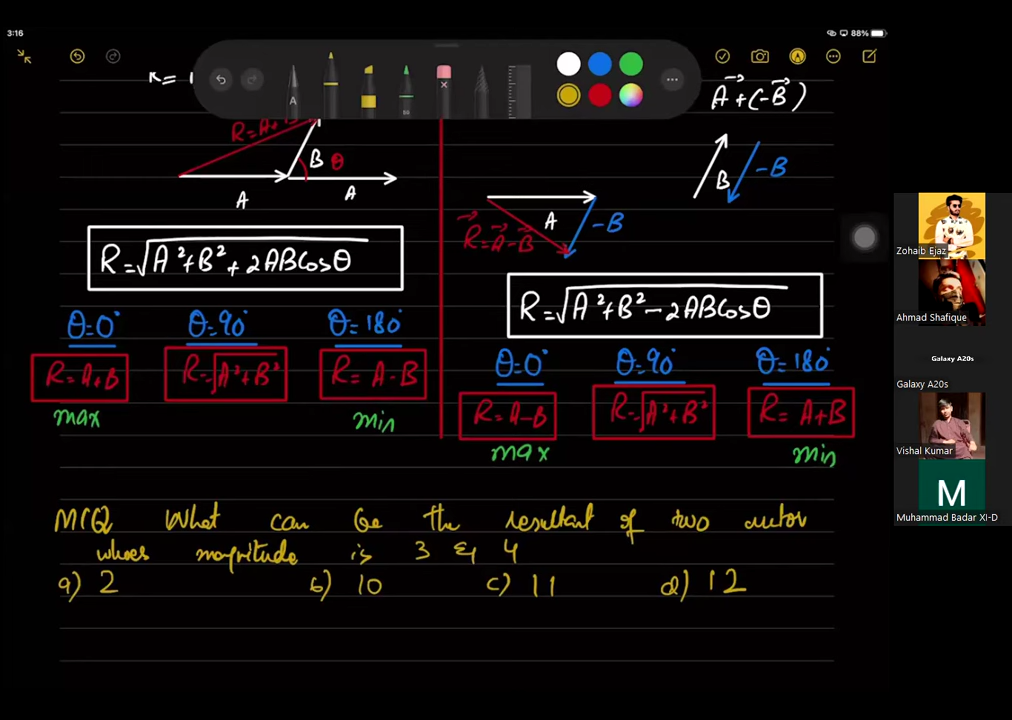 3:16
88%
A
80
R=
A⃗+(-B⃗)
B
θ
A
A
B
-B
A
-B
R⃗=A⃗-B⃗
R=√A²+B²+2ABCosθ
R=√A²+B²-2ABCosθ
θ=0° θ=90° θ=180°
R=A+B R=√A²+B² R=A-B
max min
θ=0° θ=90° θ=180°
R=A-B R=√A²+B² R=A+B
max min
MCQ What can be the resultant of two
whoes magnitude is 3 & 4
a) 2 b) 10 c) 11 d) 12
Zohaib Ejaz
Ahmad Shafique
Galaxy A20s
Galaxy A20s
Vishal Kumar
M
Muhammad Badar XI-D